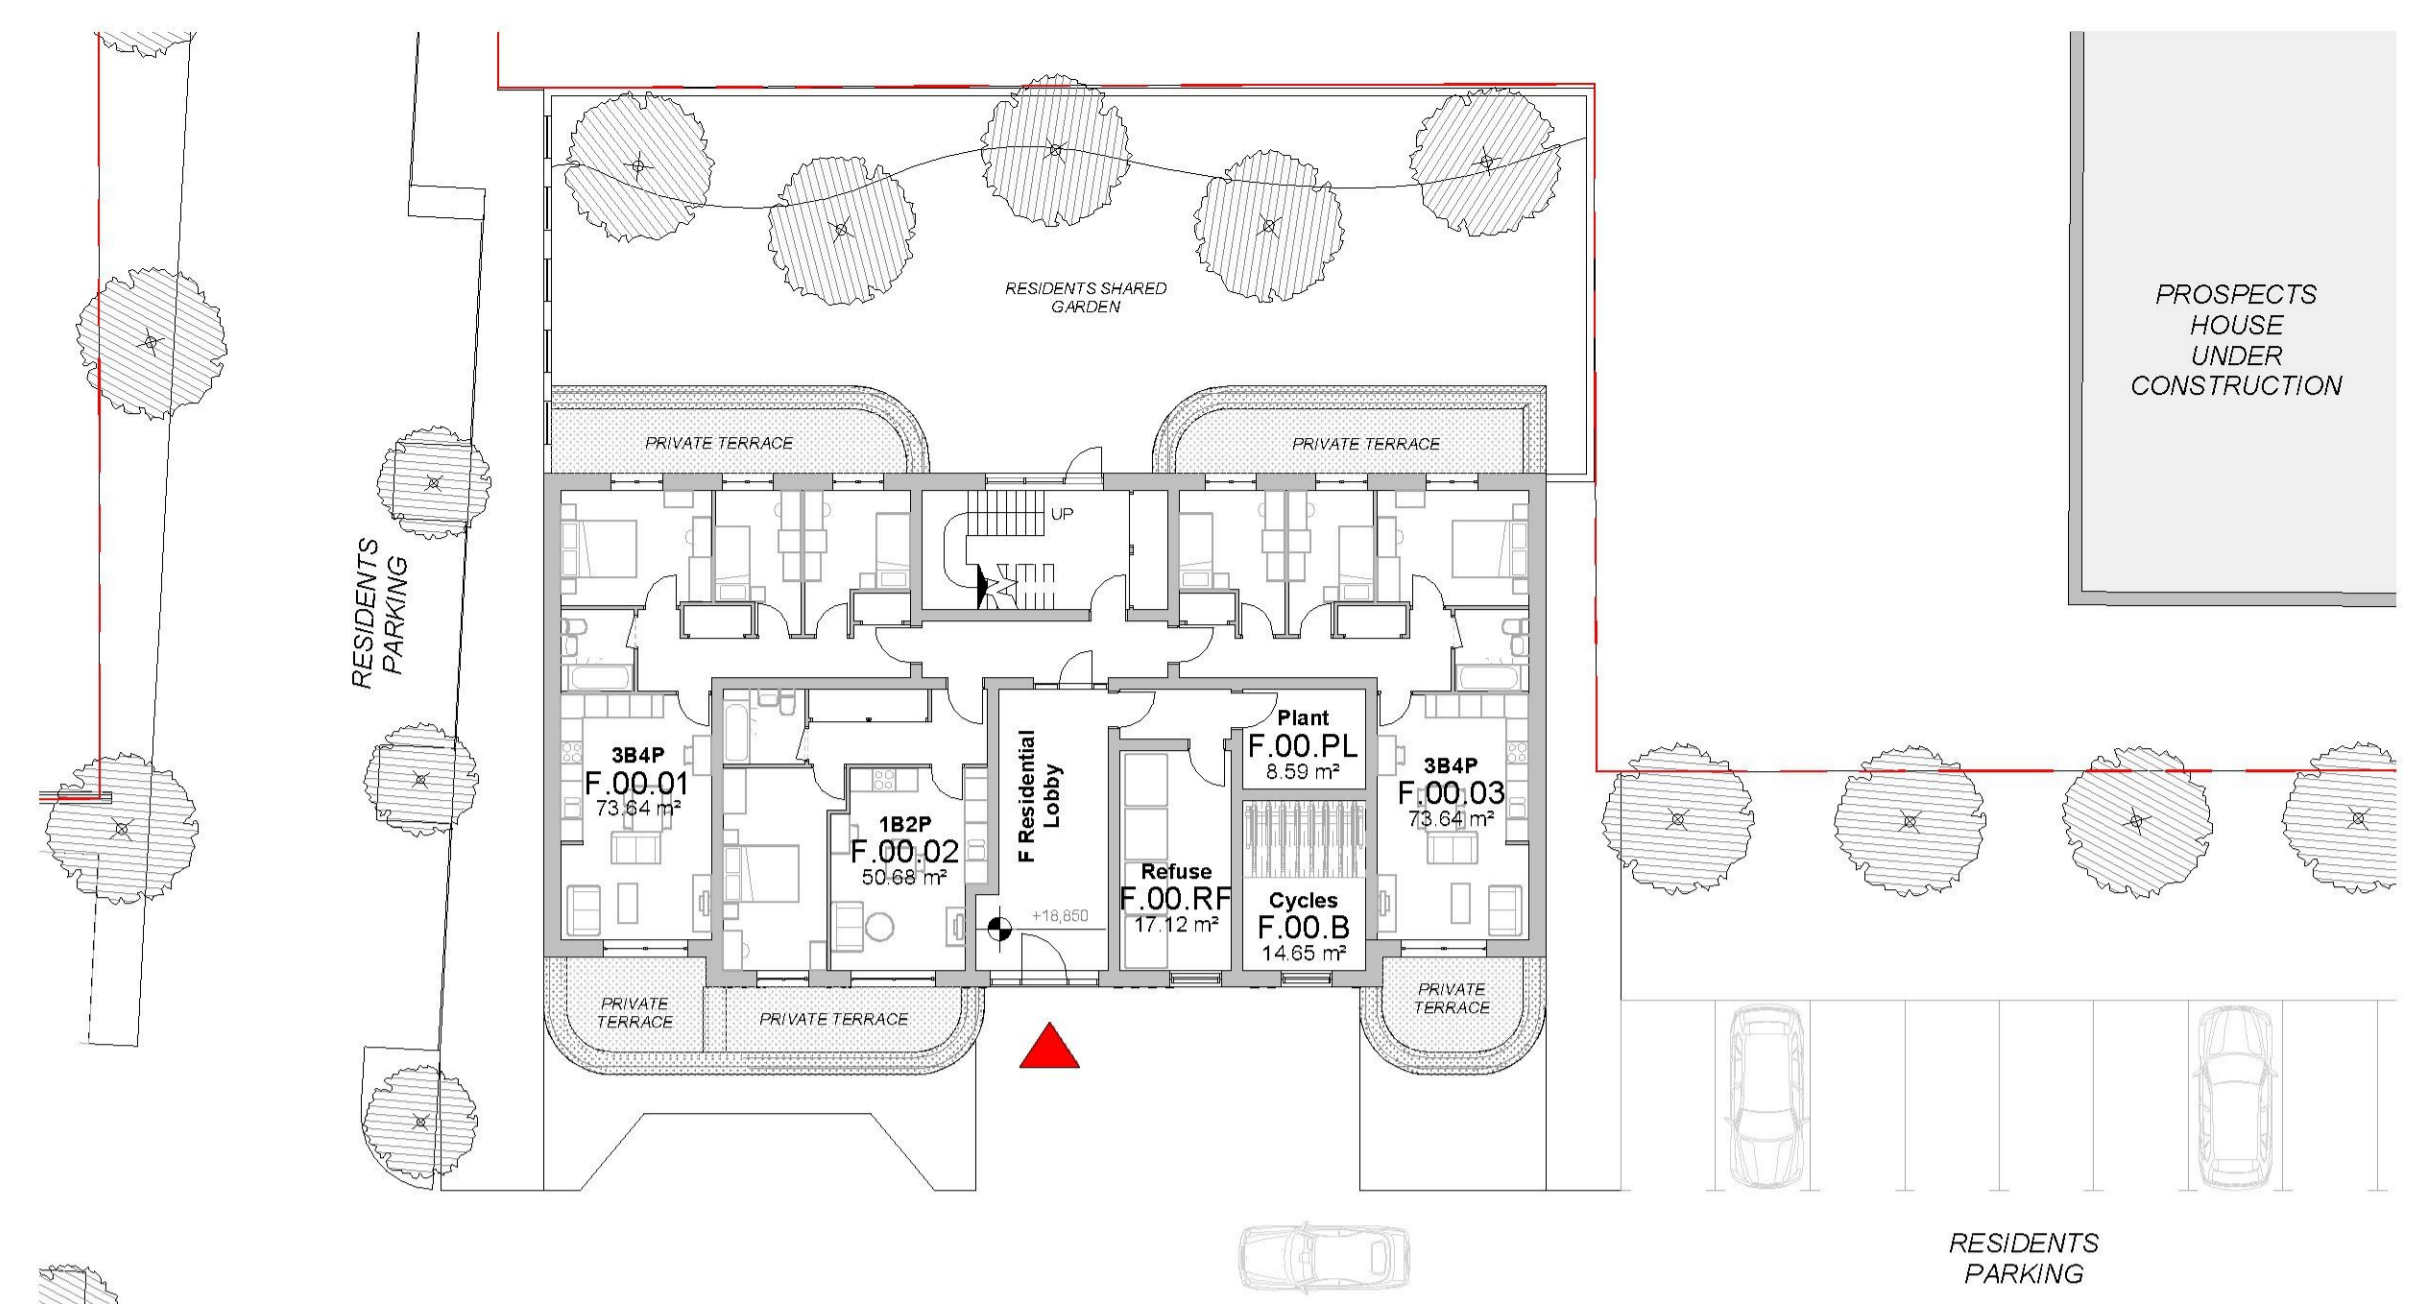 RESIDENTS SHARED
GARDEN
PROSPECTS
HOUSE
UNDER
CONSTRUCTION
PRIVATE TERRACE
PRIVATE TERRACE
UP
RESIDENTS
PARKING
3B4P
F.00.01
73.64 m²
1B2P
F.00.02
50.68 m²
F Residential
Lobby
+18,850
Plant
F.00.PL
8.59 m²
Refuse
F.00.RF
17.12 m²
Cycles
F.00.B
14.65 m²
3B4P
F.00.03
73.64 m²
PRIVATE
TERRACE
PRIVATE TERRACE
PRIVATE
TERRACE
RESIDENTS
PARKING